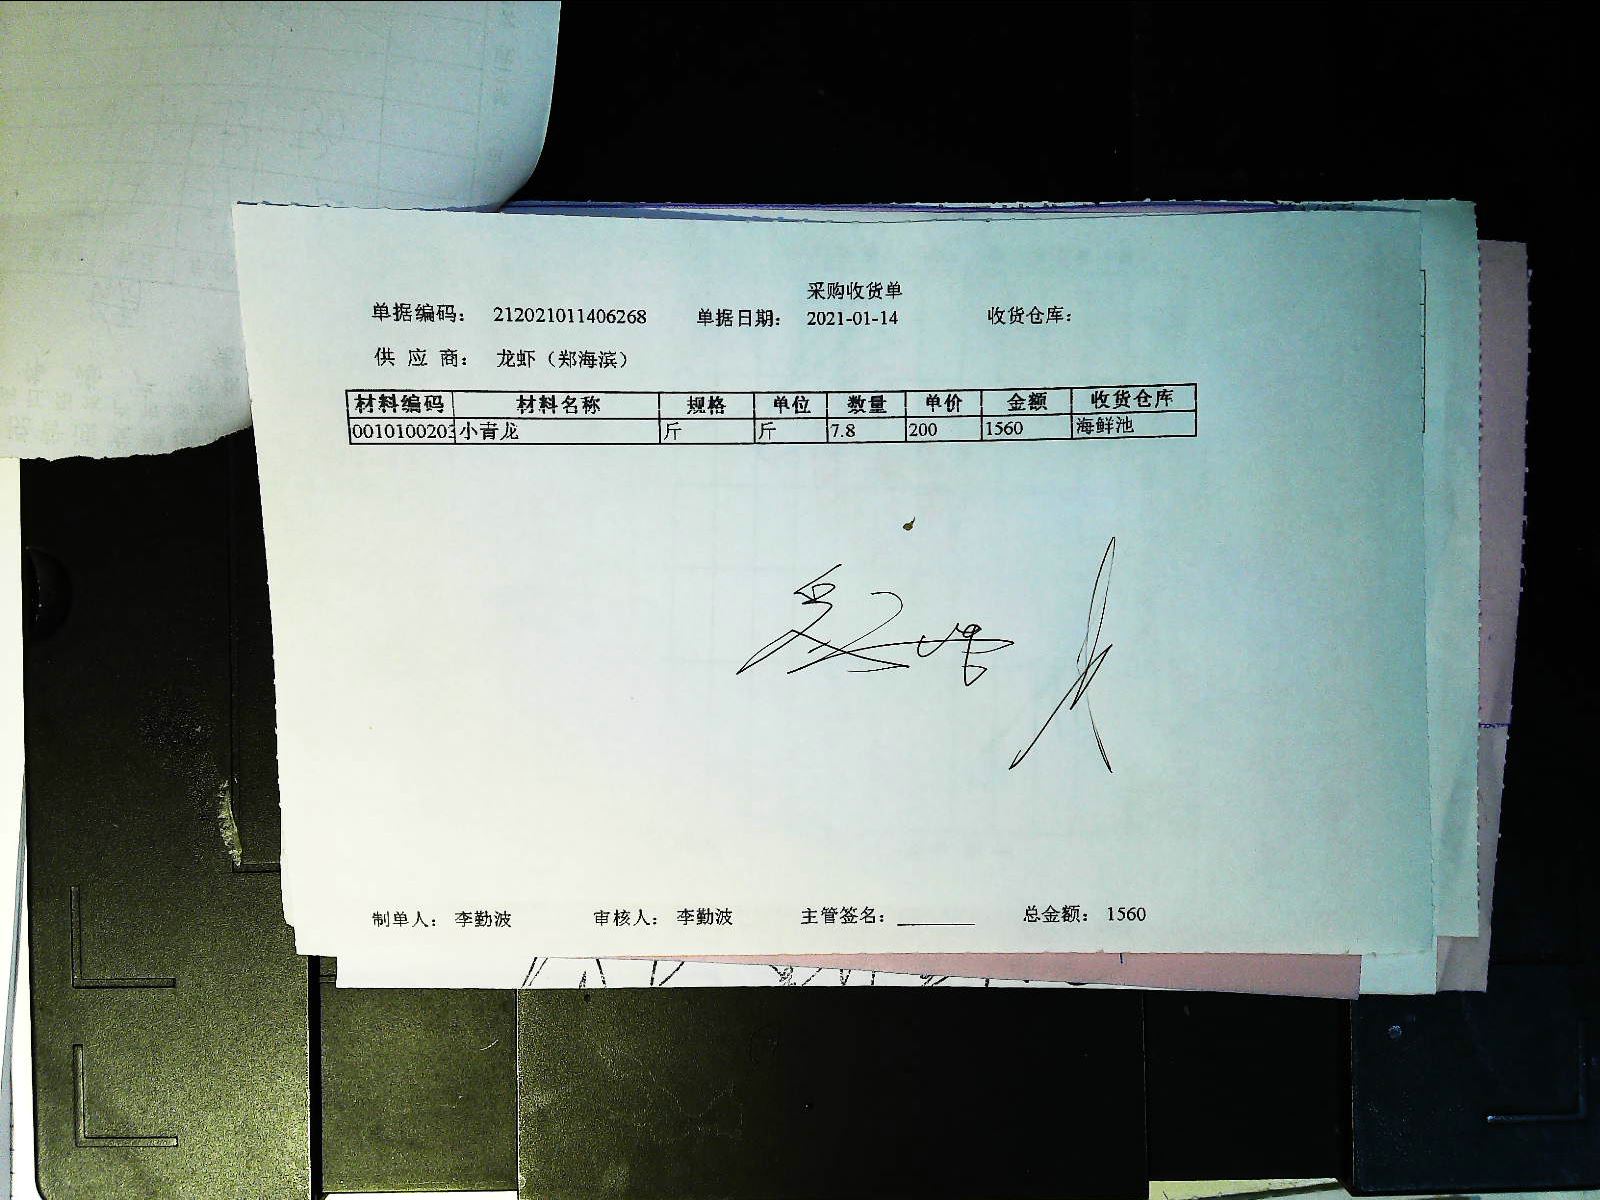 采购收货单
单据编码： 212021011406268 单据日期： 2021-01-14 收货仓库：
供 应 商： 龙虾（郑海滨）
材料编码 材料名称 规格 单位 数量 单价 金额 收货仓库
0010100203 小青龙 斤 斤 7.8 200 1560 海鲜池
制单人： 李勤波 审核人： 李勤波 主管签名： 总金额： 1560